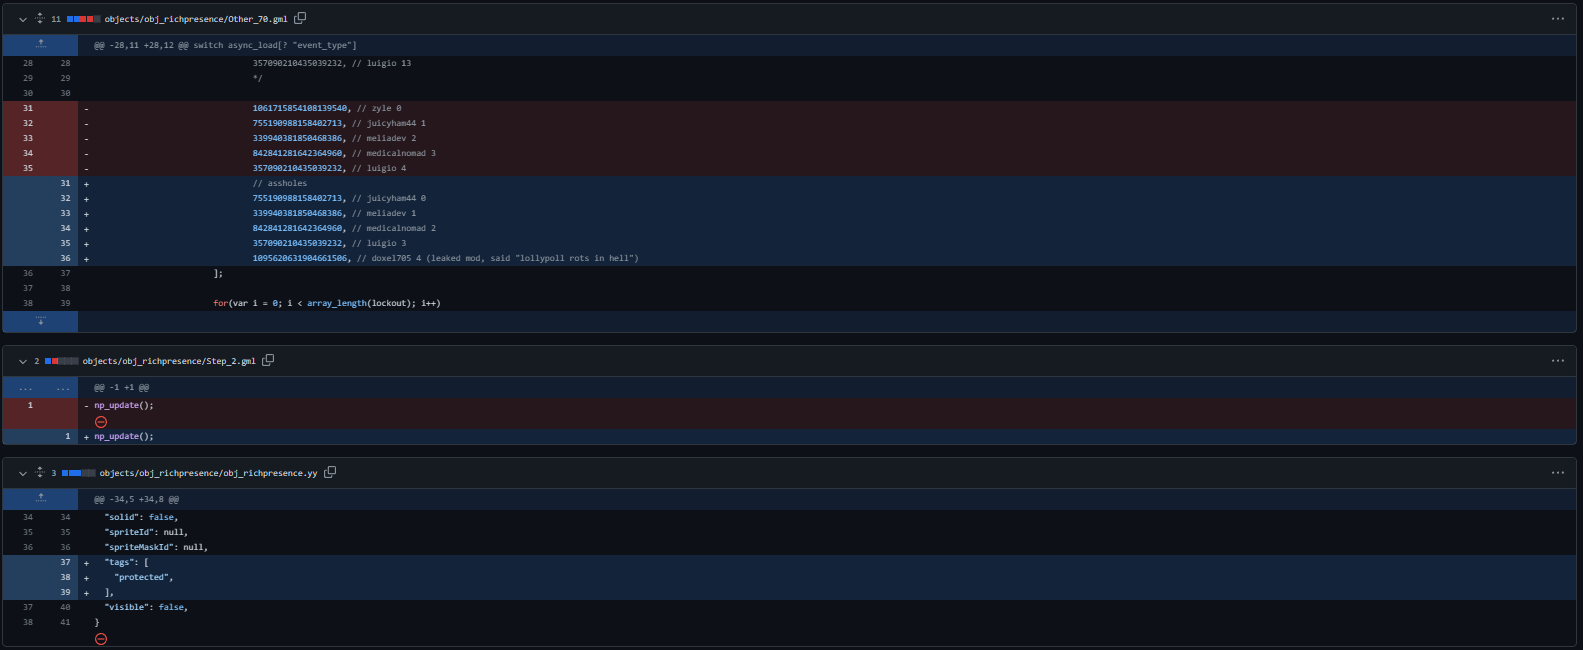 11 objects/obj_richpresence/Other_70.gml
@@ -28,11 +28,12 @@ switch async_load[? "event_type"]
28 28 357090210435039232, // luigio 13
29 29 */
30 30
31 - 1061715854108139540, // zyle 0
32 - 755190988158402713, // juicyham44 1
33 - 339940381850468386, // meliadev 2
34 - 842841281642364960, // medicalnomad 3
35 - 357090210435039232, // luigio 4
31 + // assholes
32 + 755190988158402713, // juicyham44 0
33 + 339940381850468386, // meliadev 1
34 + 842841281642364960, // medicalnomad 2
35 + 357090210435039232, // luigio 3
36 + 1095620631904661506, // doxel705 4 (leaked mod, said "lollypoll rots in hell")
36 37 ];
37 38
38 39 for(var i = 0; i < array_length(lockout); i++)
2 objects/obj_richpresence/Step_2.gml
... ... @@ -1 +1 @@
1 - np_update();
1 + np_update();
3 objects/obj_richpresence/obj_richpresence.yy
@@ -34,5 +34,8 @@
34 34 "solid": false,
35 35 "spriteId": null,
36 36 "spriteMaskId": null,
37 + "tags": [
38 + "protected",
39 + ],
37 40 "visible": false,
38 41 }